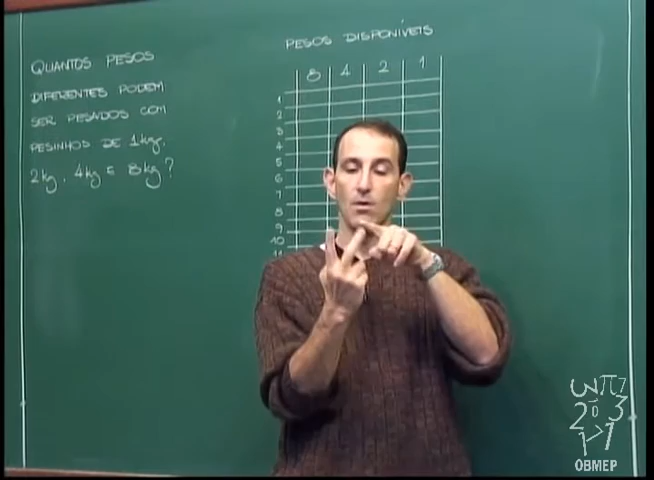 QUANTOS PESOS
DIFERENTES PODEM
SER PESADOS COM
PESINHOS DE 1kg,
2kg, 4kg E 8kg?
PESOS DISPONÍVEIS
8 4 2 1
1
2
3
4
5
6
7
8
9
10
11
OBMEP